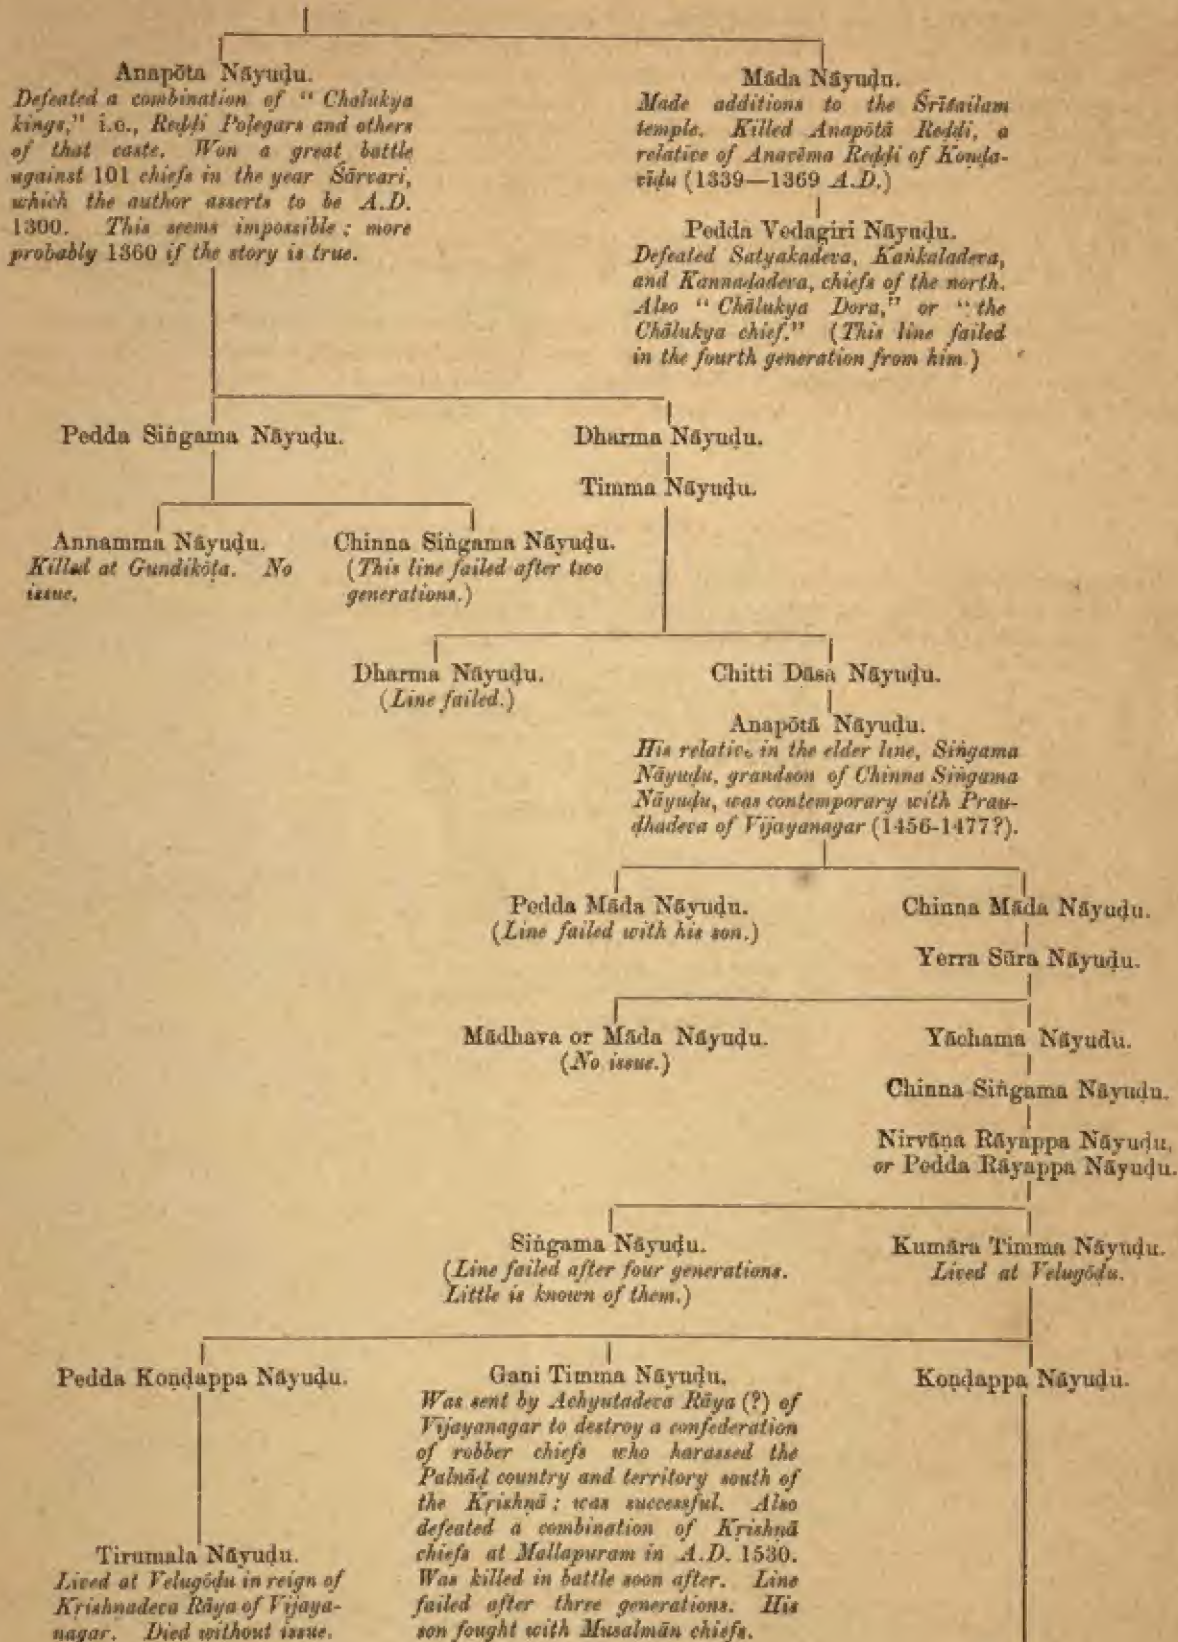 Anapōta Nāyuḍu.
Defeated a combination of " Chalukya
kings," i.e., Reḍḍi Poḷegars and others
of that caste. Won a great battle
against 101 chiefs in the year Śārvari,
which the author asserts to be A.D.
1300. This seems impossible ; more
probably 1360 if the story is true.
Māda Nāyuḍu.
Made additions to the Śrīśailam
temple. Killed Anapōtā Reḍḍi, a
relative of Anavēma Reḍḍi of Koṇḍa-
vīḍu (1339—1369 A.D.)
Pedda Vedagiri Nāyuḍu.
Defeated Satyakadeva, Kaṅkaladeva,
and Kannaḍadeva, chiefs of the north.
Also " Chālukya Dora," or " the
Chālukya chief." (This line failed
in the fourth generation from him.)
Pedda Siṅgama Nāyuḍu.
Dharma Nāyuḍu.
Timma Nāyuḍu.
Annamma Nāyuḍu.
Killed at Gundikōṭa. No
issue.
Chinna Siṅgama Nāyuḍu.
(This line failed after two
generations.)
Dharma Nāyuḍu.
(Line failed.)
Chitti Dāsa Nāyuḍu.
Anapōtā Nāyuḍu.
His relative in the elder line, Siṅgama
Nāyuḍu, grandson of Chinna Siṅgama
Nāyuḍu, was contemporary with Prau-
ḍhadeva of Vijayanagar (1456-1477?).
Pedda Māda Nāyuḍu.
(Line failed with his son.)
Chinna Māda Nāyuḍu.
Yerra Sūra Nāyuḍu.
Mādhava or Māda Nāyuḍu.
(No issue.)
Yāchama Nāyuḍu.
Chinna Siṅgama Nāyuḍu.
Nirvāṇa Rāyappa Nāyuḍu,
or Pedda Rāyappa Nāyuḍu.
Siṅgama Nāyuḍu.
(Line failed after four generations.
Little is known of them.)
Kumāra Timma Nāyuḍu.
Lived at Velugōḍu.
Pedda Koṇḍappa Nāyuḍu.
Gani Timma Nāyuḍu.
Was sent by Achyutadeva Rāya (?) of
Vijayanagar to destroy a confederation
of robber chiefs who harassed the
Palnāḍ country and territory south of
the Kṛishṇā ; was successful. Also
defeated a combination of Kṛishṇā
chiefs at Mallapuram in A.D. 1530.
Was killed in battle soon after. Line
failed after three generations. His
son fought with Musalmān chiefs.
Koṇḍappa Nāyuḍu.
Tirumala Nāyuḍu.
Lived at Velugōḍu in reign of
Krishnadeva Rāya of Vijaya-
nagar. Died without issue.